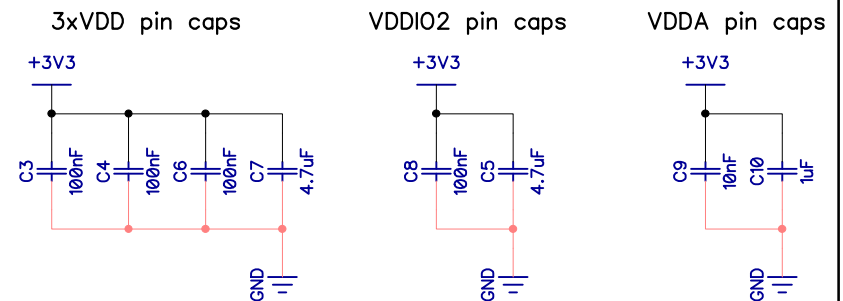 3xVDD pin caps
VDDIO2 pin caps
VDDA pin caps
+3V3
+3V3
+3V3
C3
100nF
C4
100nF
C6
100nF
C7
4.7uF
C8
100nF
C5
4.7uF
C9
10nF
C10
1uF
GND
GND
GND